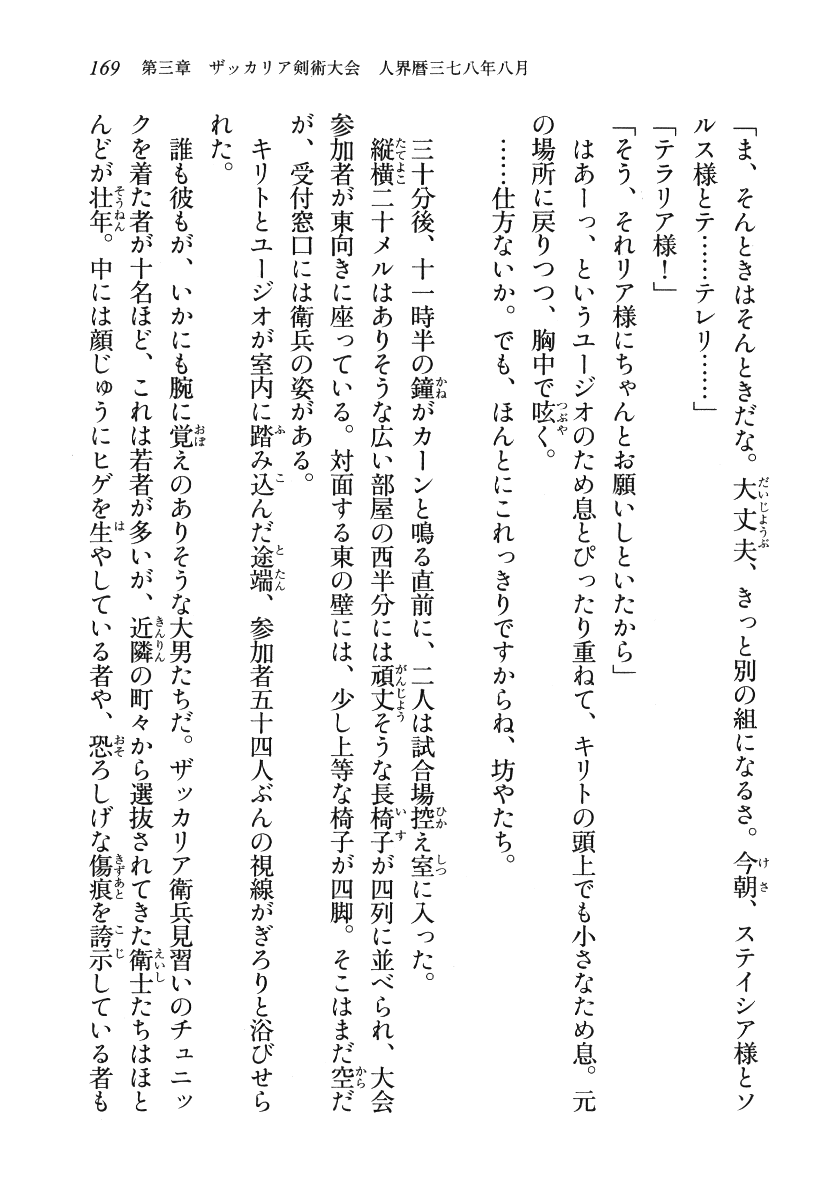 169　第三章　ザッカリア剣術大会　人界暦三七八年八月
「ま、そんときはそんときだな。大丈夫、きっと別の組になるさ。今朝、ステイシア様とソ
ルス様とテ……テレリ……」
「テラリア様！」
「そう、それリア様にちゃんとお願いしといたから」
はあーっ、というユージオのため息とぴったり重ねて、キリトの頭上でも小さなため息。元
の場所に戻りつつ、胸中で呟く。
……仕方ないか。でも、ほんとにこれっきりですからね、坊やたち。
三十分後、十一時半の鐘がカーンと鳴る直前に、二人は試合場控え室に入った。
縦横二十メルはありそうな広い部屋の西半分には頑丈そうな長椅子が四列に並べられ、大会
参加者が東向きに座っている。対面する東の壁には、少し上等な椅子が四脚。そこはまだ空だ
が、受付窓口には衛兵の姿がある。
キリトとユージオが室内に踏み込んだ途端、参加者五十四人ぶんの視線がぎろりと浴びせら
れた。
誰も彼もが、いかにも腕に覚えのありそうな大男たちだ。ザッカリア衛兵見習いのチュニッ
クを着た者が十名ほど、これは若者が多いが、近隣の町々から選抜されてきた衛士たちはほと
んどが壮年。中には顔じゅうにヒゲを生やしている者や、恐ろしげな傷痕を誇示している者も